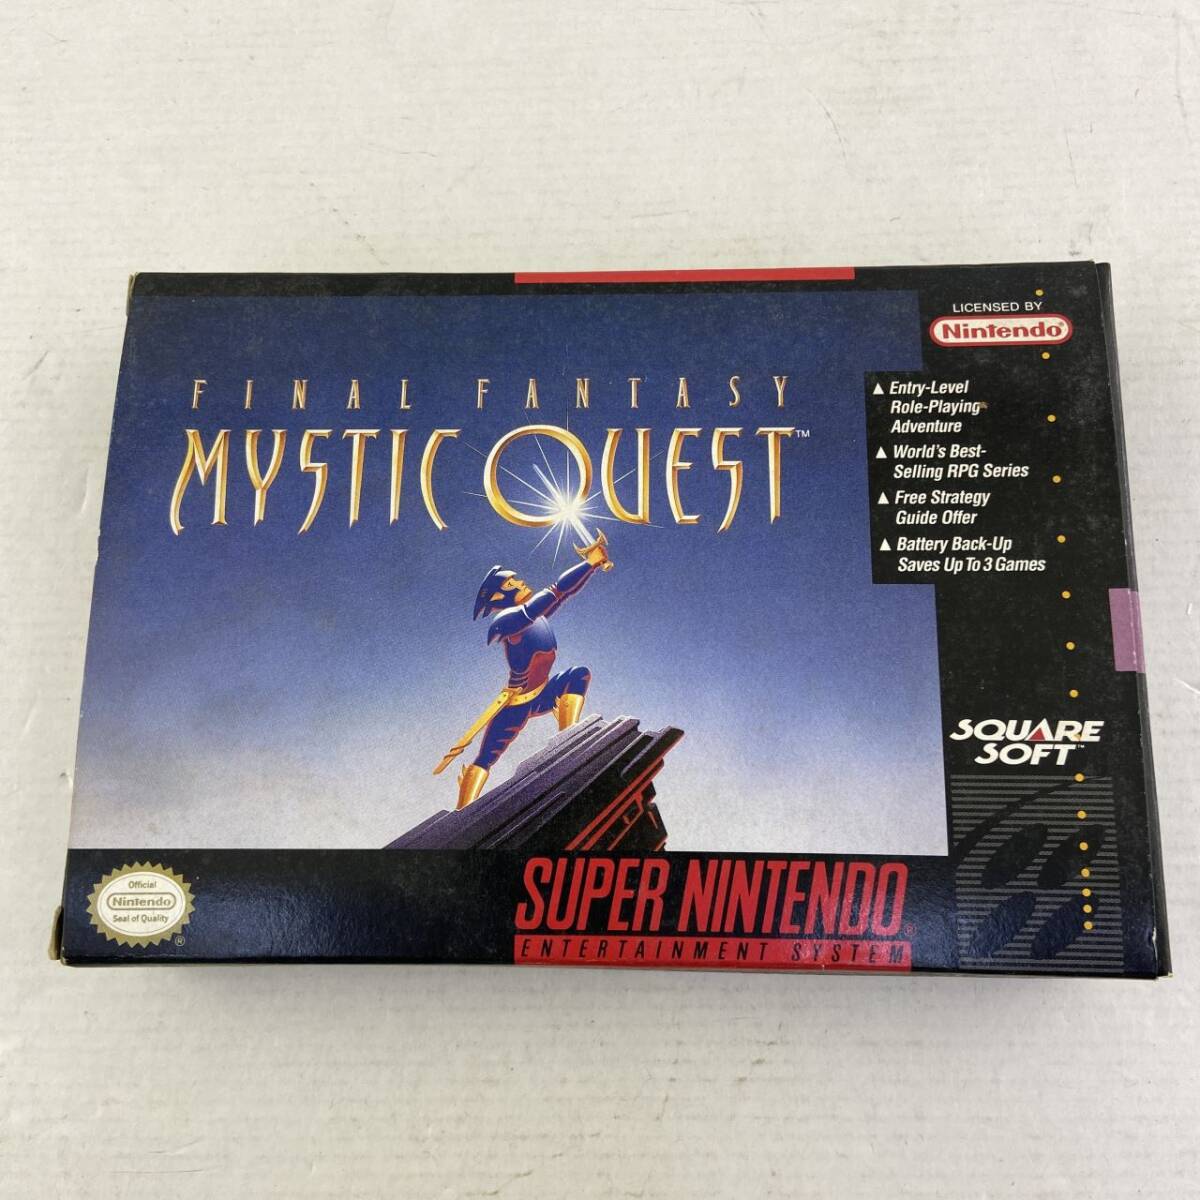 LICENSED BY
Nintendo®
FINAL FANTASY
MYSTIC QUEST™
▲ Entry-Level
Role-Playing
Adventure
▲ World's Best-
Selling RPG Series
▲ Free Strategy
Guide Offer
▲ Battery Back-Up
Saves Up To 3 Games
SQUARE
SOFT™
Official
Nintendo
Seal of Quality
®
SUPER NINTENDO®
ENTERTAINMENT SYSTEM